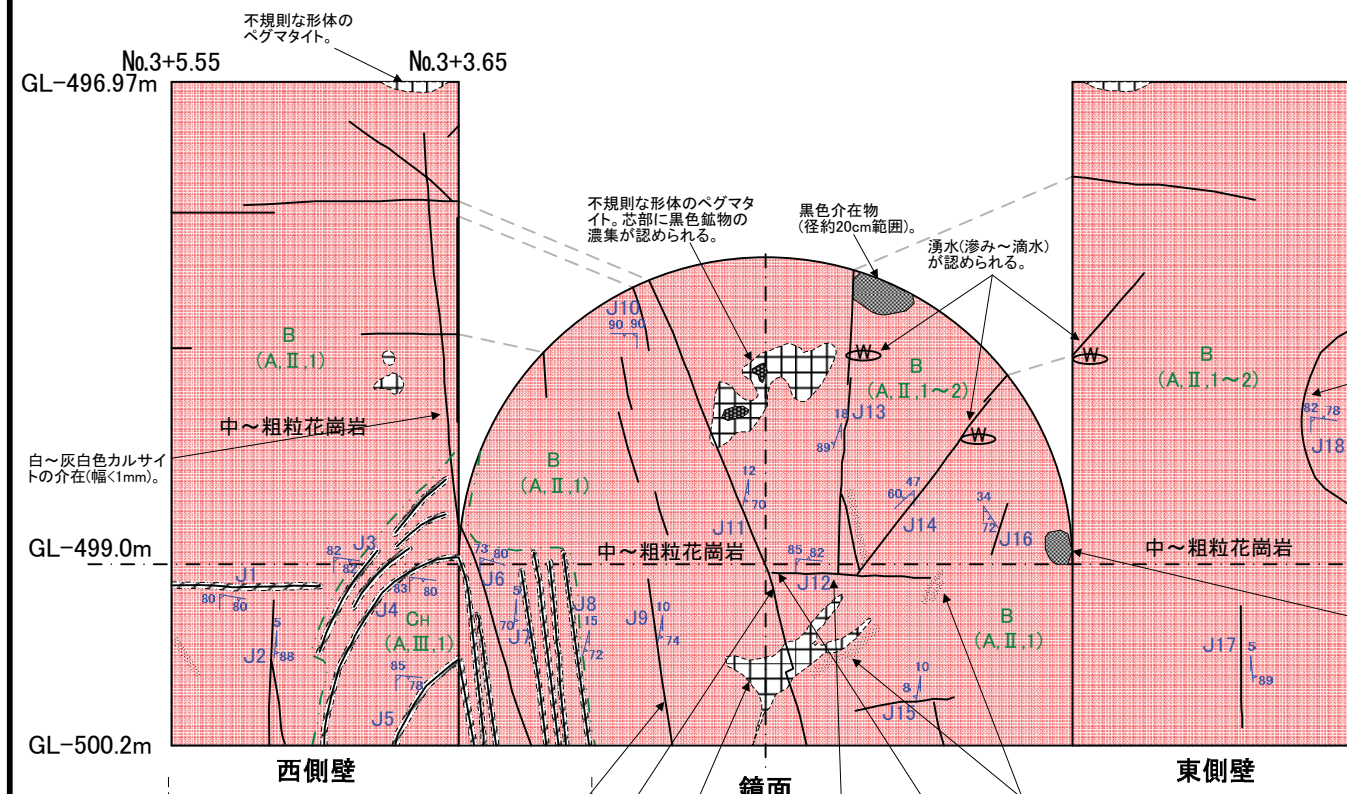 不規則な形体の
ペグマタイト。
No.3+5.55
No.3+3.65
GL-496.97m
不規則な形体のペグマタ
イト。芯部に黒色鉱物の
濃集が認められる。
黒色介在物
(径約20cm範囲)。
湧水(滲み～滴水)
が認められる。
J10
90 90
B
(A,Ⅱ,1)
W
B
(A,Ⅱ,1～2)
W
B
(A,Ⅱ,1～2)
18
J13
89
82 78
J18
中～粗粒花崗岩
W
白～灰白色カルサイ
トの介在(幅<1mm)。
B
(A,Ⅱ,1)
12
70
J11
47
60
J14
34
72
J16
GL-499.0m
J3
82
82
73 80
J6
中～粗粒花崗岩
85 82
J12
中～粗粒花崗岩
J1
80 80
J4
83 80
5
70
J7
J8
15
72
J9
10
74
CH
(A,Ⅲ,1)
B
(A,Ⅱ,1)
5
J2
88
85
78
J5
10
8
J15
J17
5
89
GL-500.2m
西側壁
鏡面
東側壁